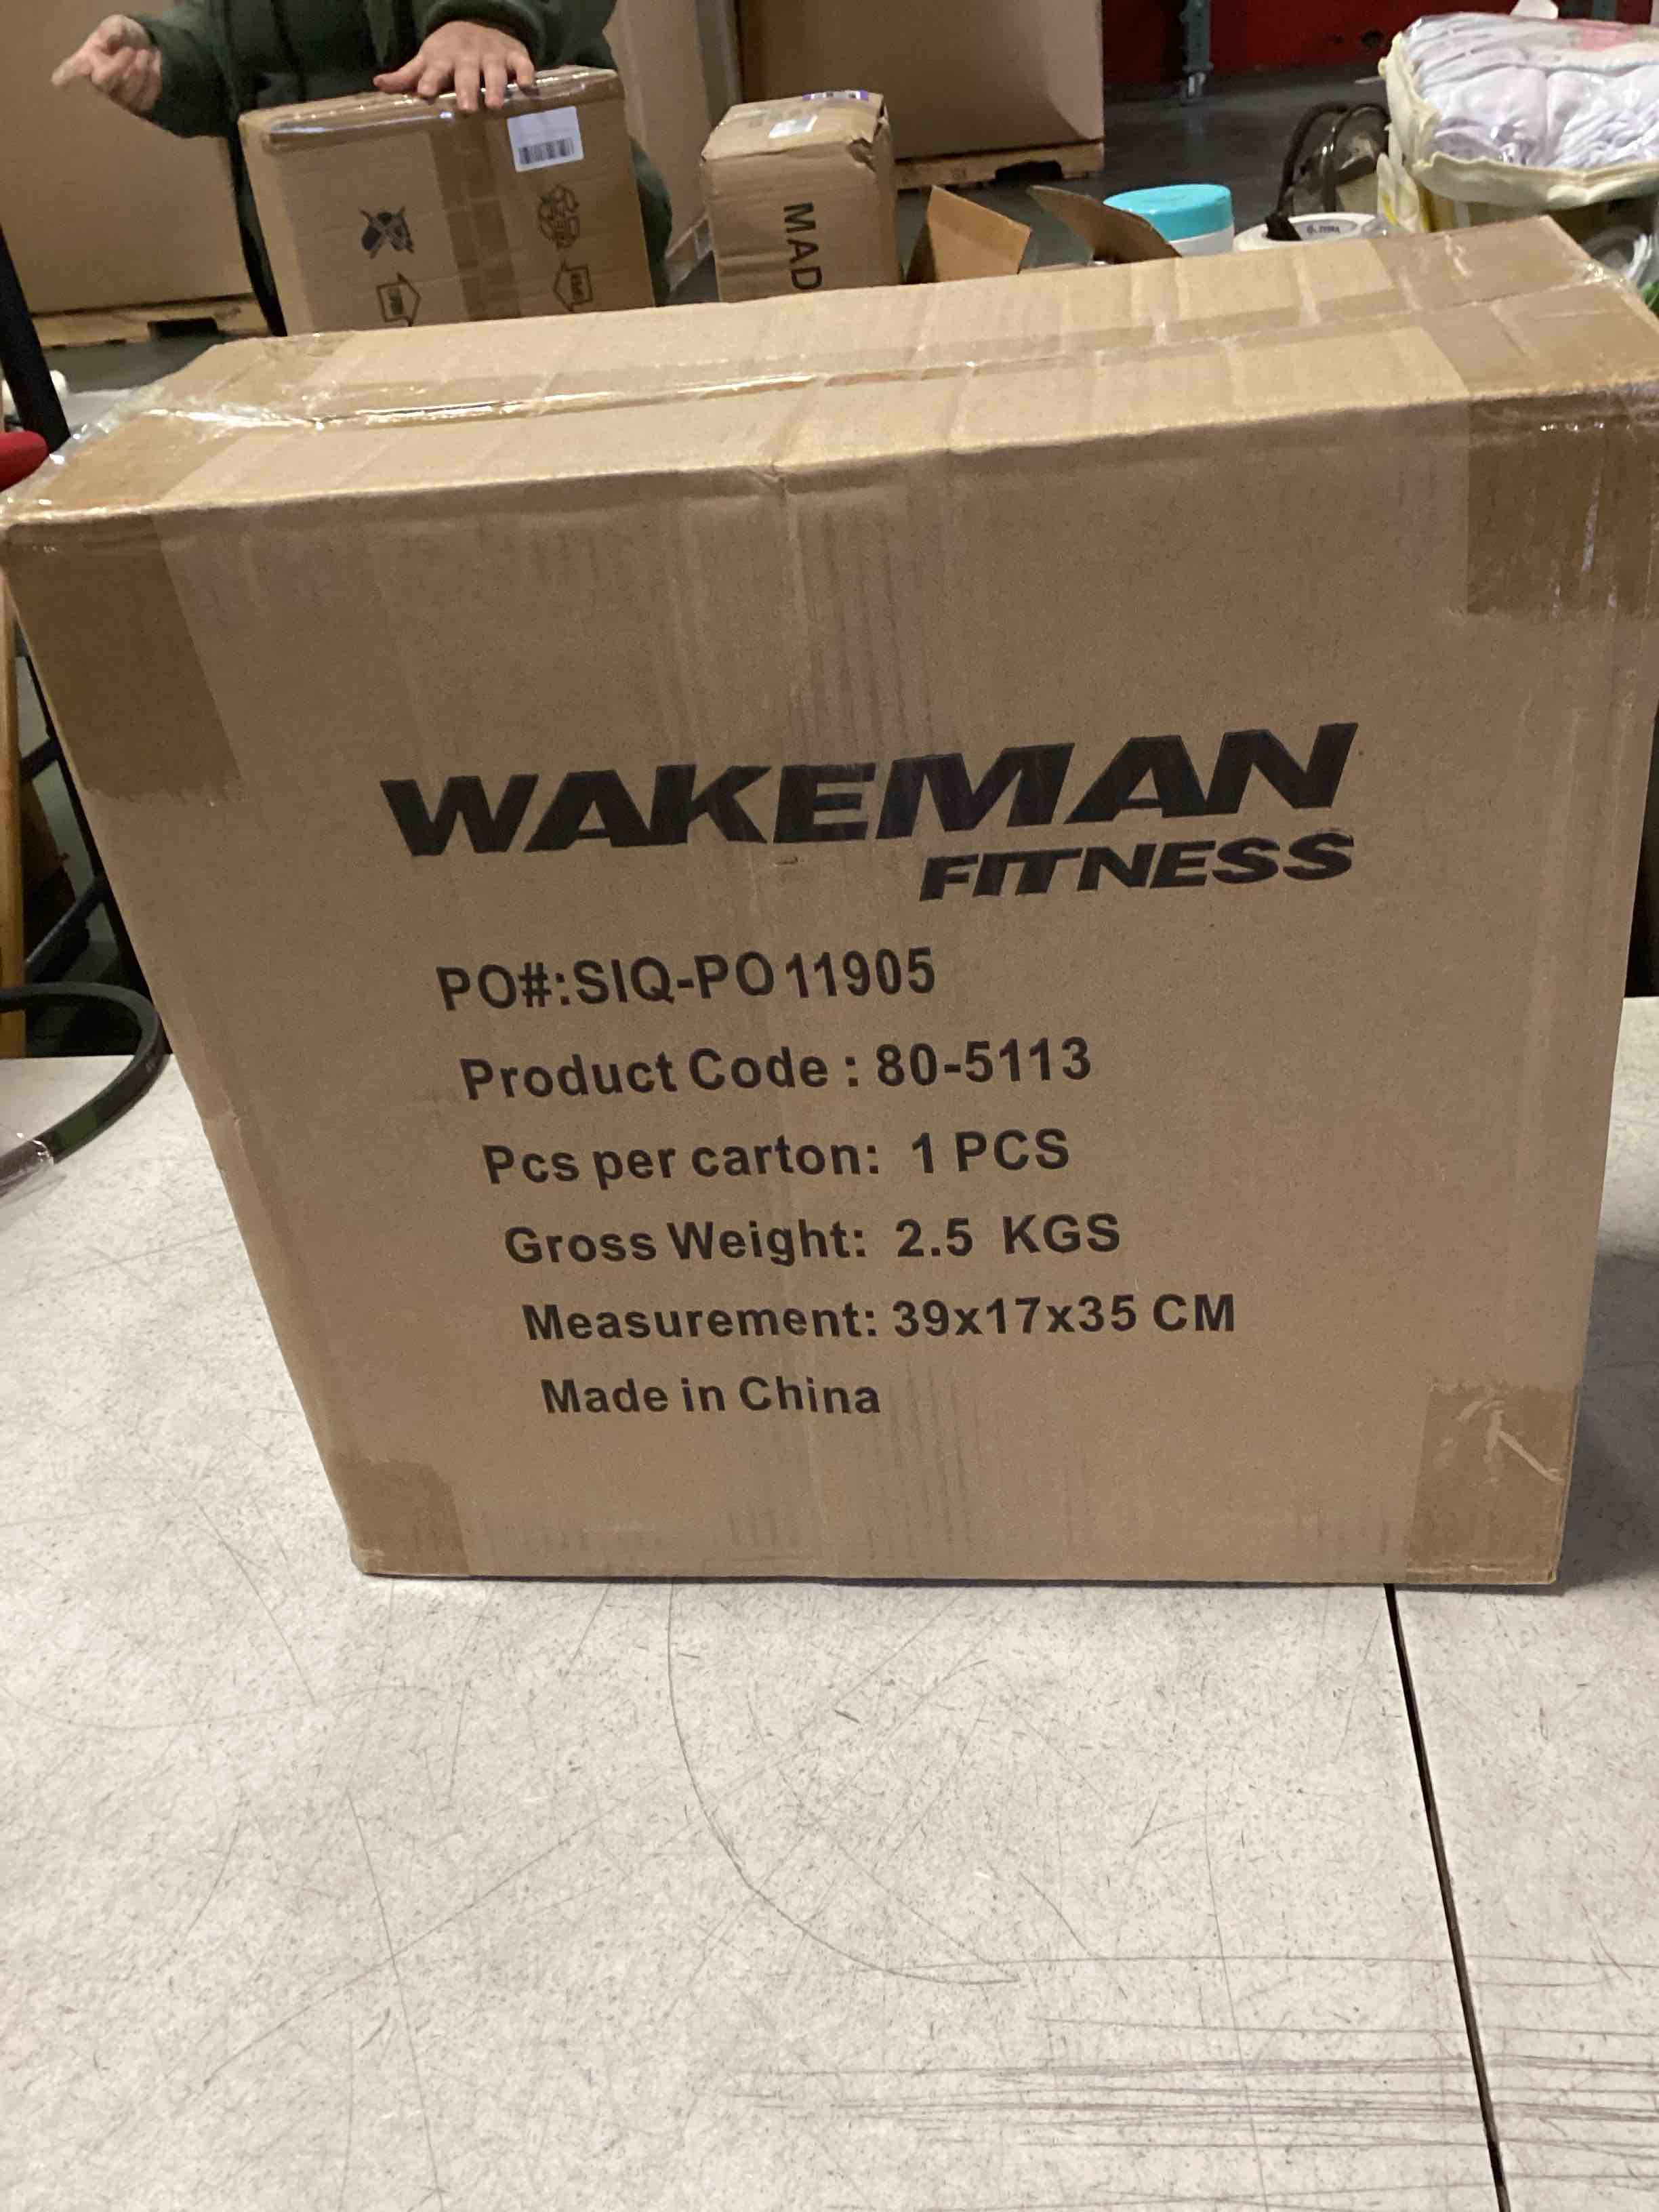 MAD
WAKEMAN
FITNESS
PO#:SIQ-PO11905
Product Code : 80-5113
Pcs per carton: 1 PCS
Gross Weight: 2.5 KGS
Measurement: 39x17x35 CM
Made in China